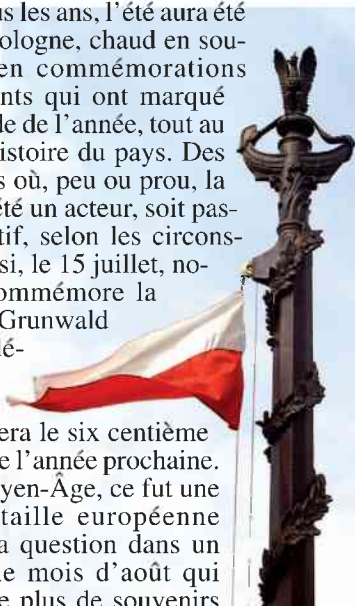 us les ans, l'été aura été
ologne, chaud en sou-
en commémorations
nts qui ont marqué
le de l'année, tout au
istoire du pays. Des
s où, peu ou prou, la
été un acteur, soit pas-
tif, selon les circons-
si, le 15 juillet, no-
ommémore la
Grunwald
lé-
era le six centième
e l'année prochaine.
yen-Âge, ce fut une
taille européenne
a question dans un
e mois d'août qui
e plus de souvenirs